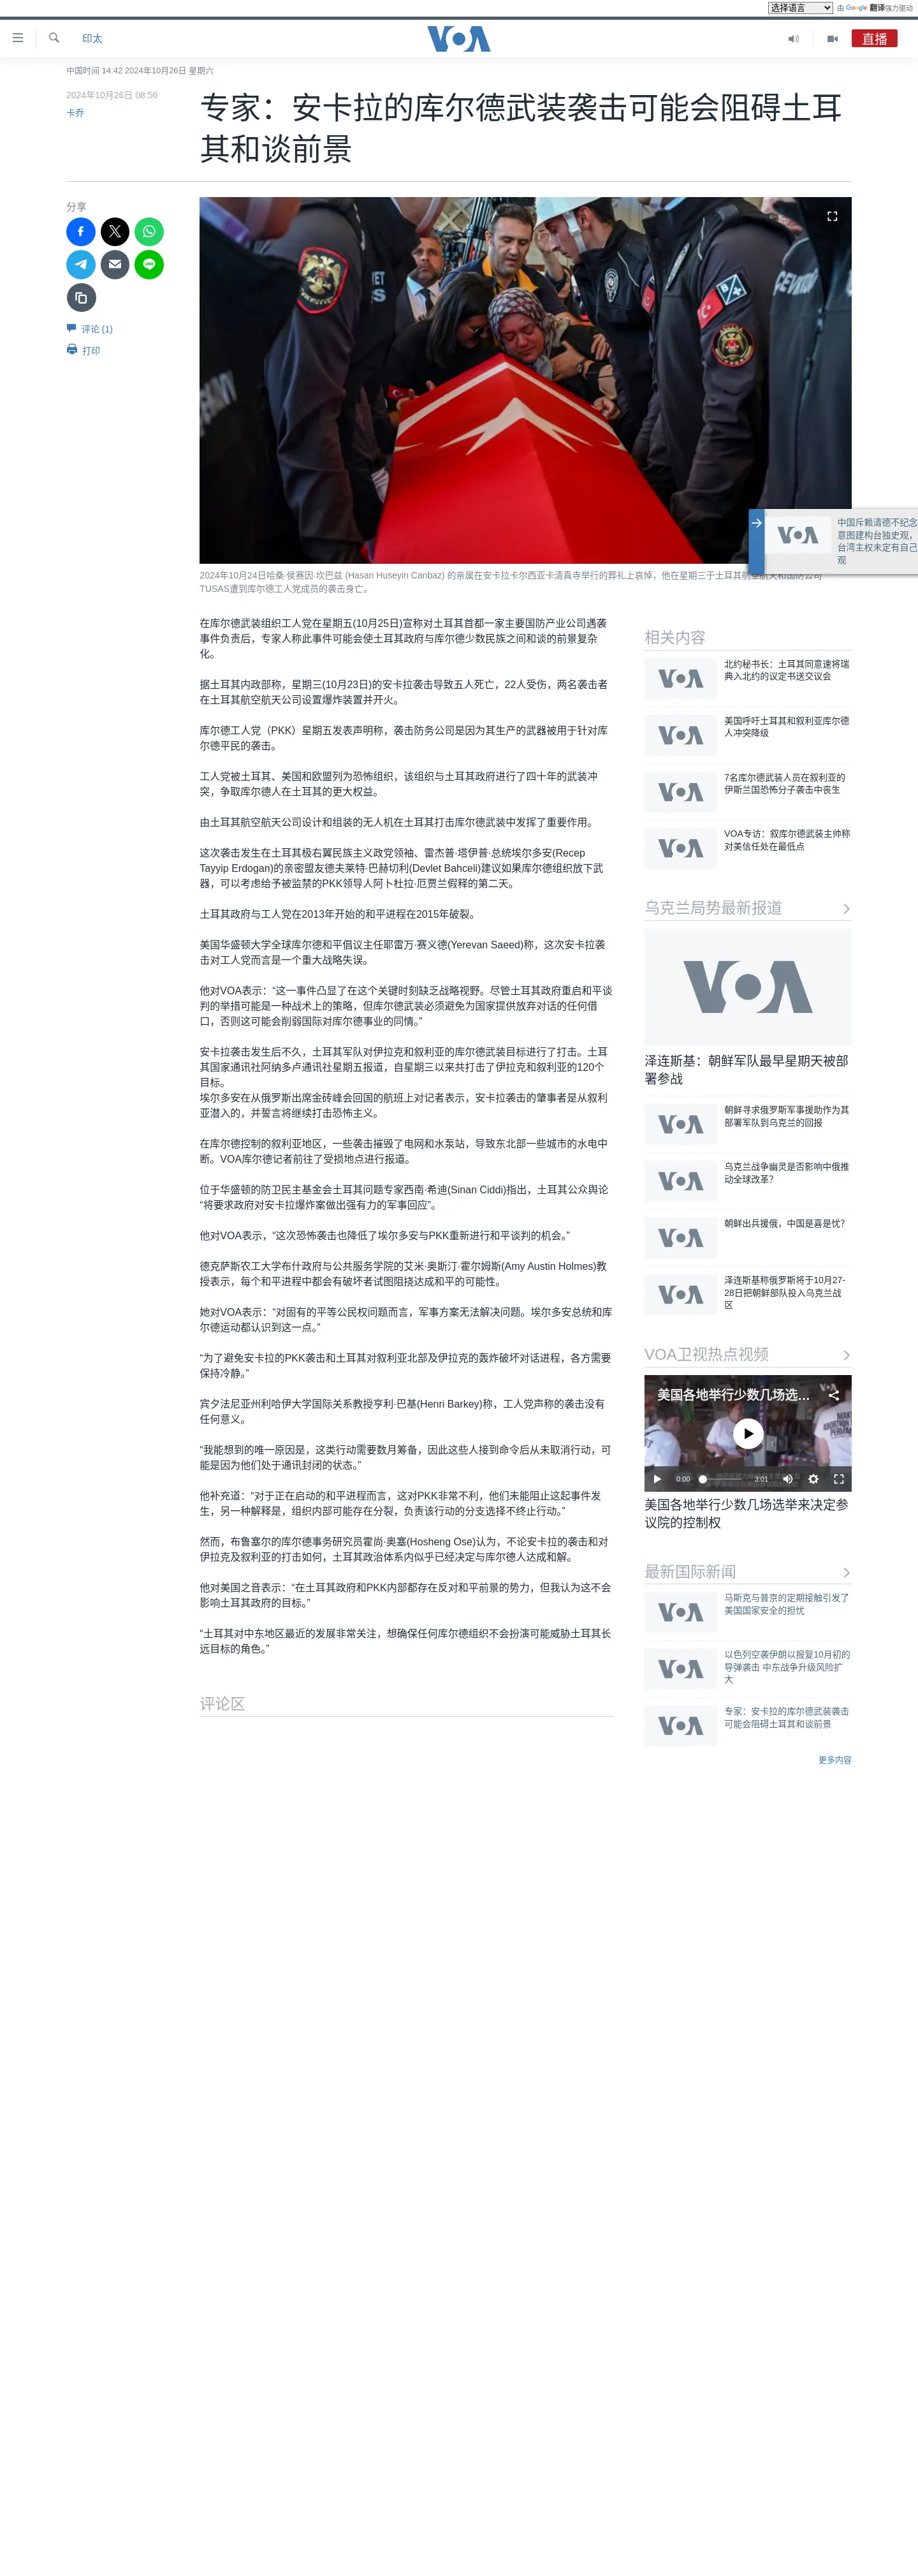 选择语言
由 Google 翻译强力驱动
印太
VOA
直播
中国时间 14:42 2024年10月26日 星期六
2024年10月26日 08:56
卡乔
专家：安卡拉的库尔德武装袭击可能会阻碍土耳
其和谈前景
分享
评论 (1)
打印
中国斥赖清德不纪念
意图建构台独史观，
台湾主权未定有自己
观
2024年10月24日哈桑·侯赛因·坎巴兹 (Hasan Huseyin Canbaz) 的亲属在安卡拉卡尔西亚卡清真寺举行的葬礼上哀悼，他在星期三于土耳其航空航天和国防公司
TUSAS遭到库尔德工人党成员的袭击身亡。
在库尔德武装组织工人党在星期五(10月25日)宣称对土耳其首都一家主要国防产业公司遇袭
事件负责后，专家人称此事件可能会使土耳其政府与库尔德少数民族之间和谈的前景复杂
化。
据土耳其内政部称，星期三(10月23日)的安卡拉袭击导致五人死亡，22人受伤，两名袭击者
在土耳其航空航天公司设置爆炸装置并开火。
库尔德工人党（PKK）星期五发表声明称，袭击防务公司是因为其生产的武器被用于针对库
尔德平民的袭击。
工人党被土耳其、美国和欧盟列为恐怖组织，该组织与土耳其政府进行了四十年的武装冲
突，争取库尔德人在土耳其的更大权益。
由土耳其航空航天公司设计和组装的无人机在土耳其打击库尔德武装中发挥了重要作用。
这次袭击发生在土耳其极右翼民族主义政党领袖、雷杰普·塔伊普·总统埃尔多安(Recep
Tayyip Erdogan)的亲密盟友德夫莱特·巴赫切利(Devlet Bahceli)建议如果库尔德组织放下武
器，可以考虑给予被监禁的PKK领导人阿卜杜拉·厄贾兰假释的第二天。
土耳其政府与工人党在2013年开始的和平进程在2015年破裂。
美国华盛顿大学全球库尔德和平倡议主任耶雷万·赛义德(Yerevan Saeed)称，这次安卡拉袭
击对工人党而言是一个重大战略失误。
他对VOA表示：“这一事件凸显了在这个关键时刻缺乏战略视野。尽管土耳其政府重启和平谈
判的举措可能是一种战术上的策略，但库尔德武装必须避免为国家提供放弃对话的任何借
口，否则这可能会削弱国际对库尔德事业的同情。”
安卡拉袭击发生后不久，土耳其军队对伊拉克和叙利亚的库尔德武装目标进行了打击。土耳
其国家通讯社阿纳多卢通讯社星期五报道，自星期三以来共打击了伊拉克和叙利亚的120个
目标。
埃尔多安在从俄罗斯出席金砖峰会回国的航班上对记者表示，安卡拉袭击的肇事者是从叙利
亚潜入的，并誓言将继续打击恐怖主义。
在库尔德控制的叙利亚地区，一些袭击摧毁了电网和水泵站，导致东北部一些城市的水电中
断。VOA库尔德记者前往了受损地点进行报道。
位于华盛顿的防卫民主基金会土耳其问题专家西南·希迪(Sinan Ciddi)指出，土耳其公众舆论
“将要求政府对安卡拉爆炸案做出强有力的军事回应”。
他对VOA表示，“这次恐怖袭击也降低了埃尔多安与PKK重新进行和平谈判的机会。”
德克萨斯农工大学布什政府与公共服务学院的艾米·奥斯汀·霍尔姆斯(Amy Austin Holmes)教
授表示，每个和平进程中都会有破坏者试图阻挠达成和平的可能性。
她对VOA表示：“对固有的平等公民权问题而言，军事方案无法解决问题。埃尔多安总统和库
尔德运动都认识到这一点。”
“为了避免安卡拉的PKK袭击和土耳其对叙利亚北部及伊拉克的轰炸破坏对话进程，各方需要
保持冷静。”
宾夕法尼亚州利哈伊大学国际关系教授亨利·巴基(Henri Barkey)称，工人党声称的袭击没有
任何意义。
“我能想到的唯一原因是，这类行动需要数月筹备，因此这些人接到命令后从未取消行动，可
能是因为他们处于通讯封闭的状态。”
他补充道：“对于正在启动的和平进程而言，这对PKK非常不利，他们未能阻止这起事件发
生，另一种解释是，组织内部可能存在分裂，负责该行动的分支选择不终止行动。”
然而，布鲁塞尔的库尔德事务研究员霍尚·奥塞(Hosheng Ose)认为，不论安卡拉的袭击和对
伊拉克及叙利亚的打击如何，土耳其政治体系内似乎已经决定与库尔德人达成和解。
他对美国之音表示：“在土耳其政府和PKK内部都存在反对和平前景的势力，但我认为这不会
影响土耳其政府的目标。”
“土耳其对中东地区最近的发展非常关注，想确保任何库尔德组织不会扮演可能威胁土耳其长
远目标的角色。”
评论区
相关内容
北约秘书长：土耳其同意速将瑞
典入北约的议定书送交议会
美国呼吁土耳其和叙利亚库尔德
人冲突降级
7名库尔德武装人员在叙利亚的
伊斯兰国恐怖分子袭击中丧生
VOA专访：叙库尔德武装主帅称
对美信任处在最低点
乌克兰局势最新报道
泽连斯基：朝鲜军队最早星期天被部
署参战
朝鲜寻求俄罗斯军事援助作为其
部署军队到乌克兰的回报
乌克兰战争幽灵是否影响中俄推
动全球改革？
朝鲜出兵援俄，中国是喜是忧？
泽连斯基称俄罗斯将于10月27-
28日把朝鲜部队投入乌克兰战
区
VOA卫视热点视频
美国各地举行少数几场选...
0:00
3:01
美国各地举行少数几场选举来决定参
议院的控制权
最新国际新闻
马斯克与普京的定期接触引发了
美国国家安全的担忧
以色列空袭伊朗以报复10月初的
导弹袭击 中东战争升级风险扩
大
专家：安卡拉的库尔德武装袭击
可能会阻碍土耳其和谈前景
更多内容